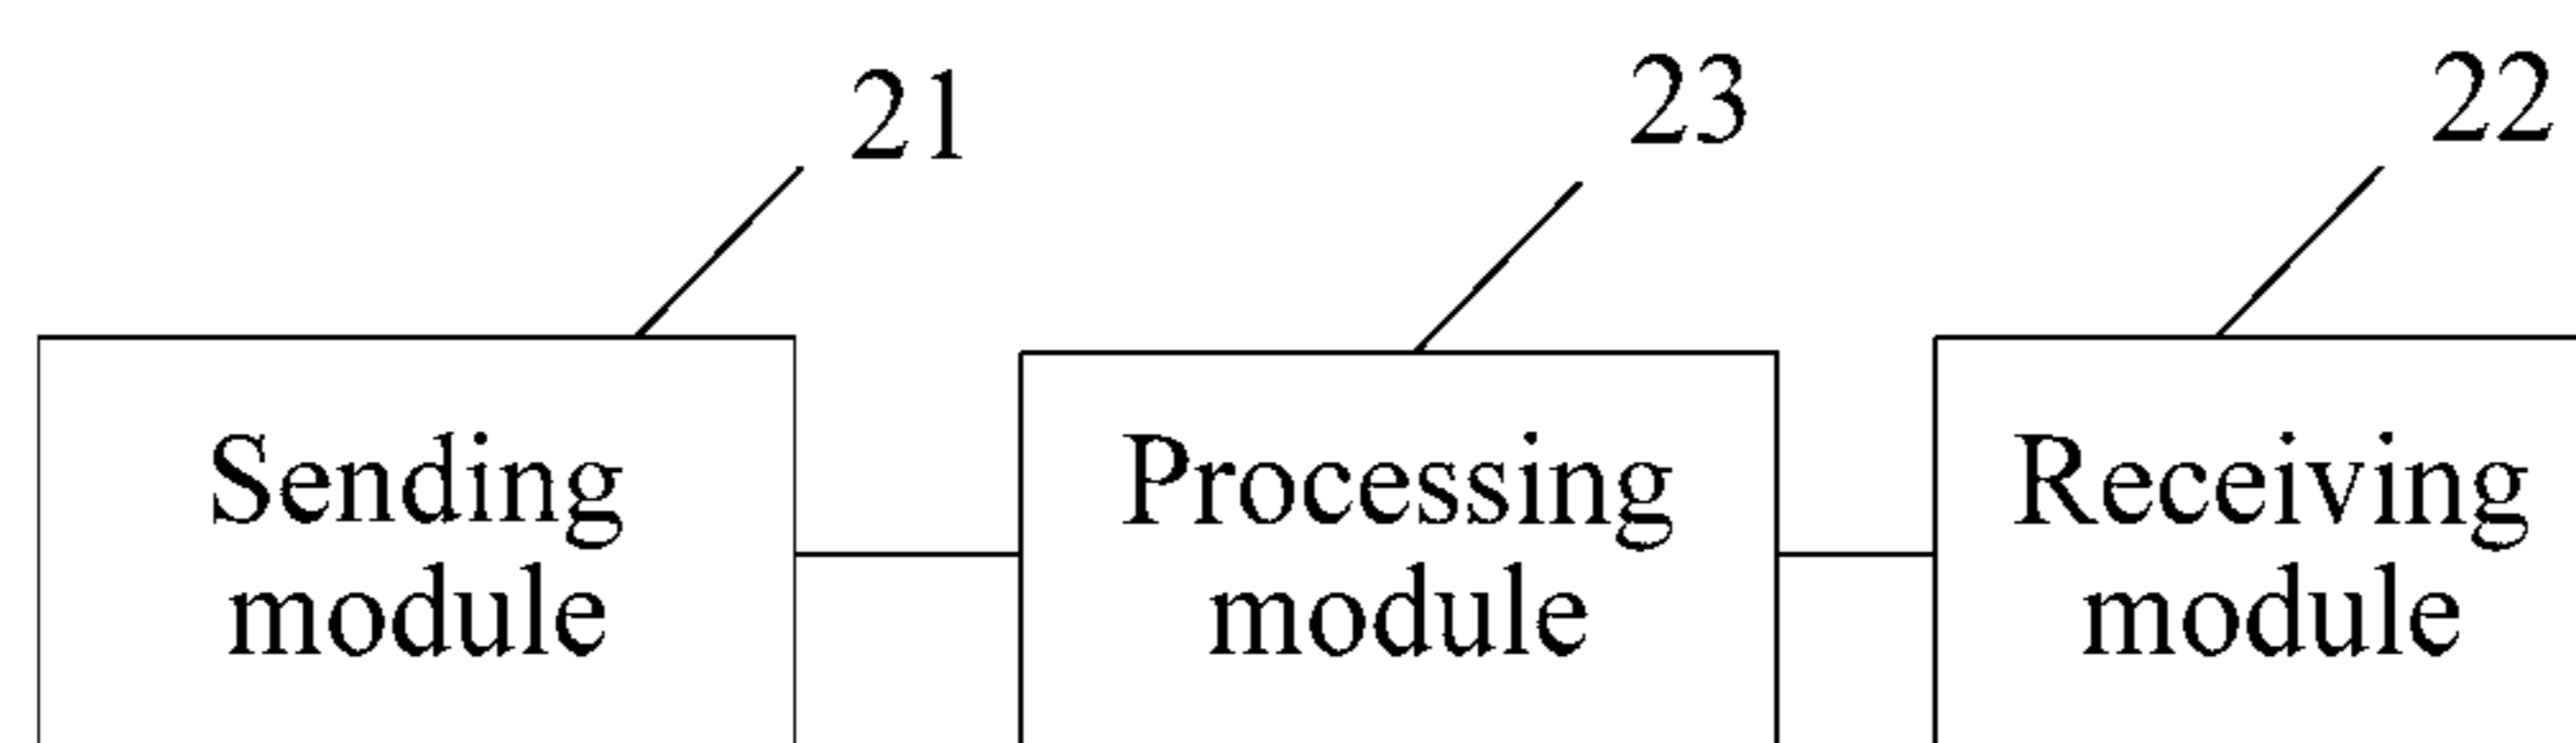 21
23
22
Sending
module
Processing
module
Receiving
module